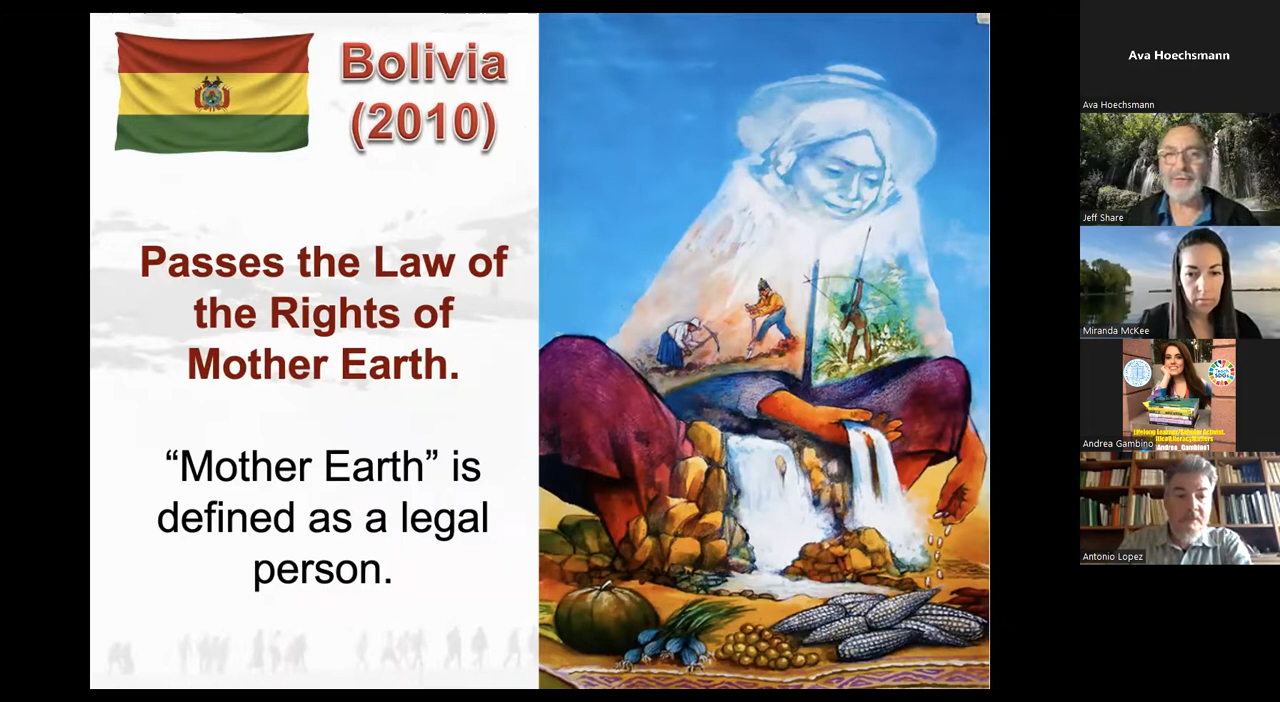 Bolivia
(2010)
Passes the Law of
the Rights of
Mother Earth.
“Mother Earth” is
defined as a legal
person.
Ava Hoechsmann
Ava Hoechsmann
Jeff Share
Miranda McKee
Andrea Gambino
Antonio Lopez